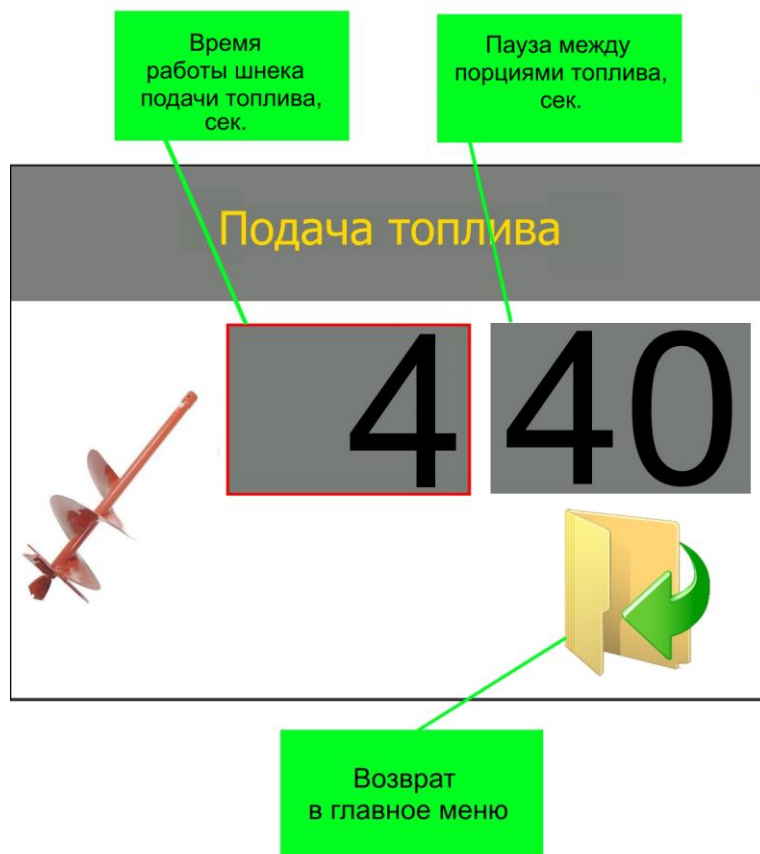 Время
работы шнека
подачи топлива,
сек.
Пауза между
порциями топлива,
сек.
Подача топлива
4
40
Возврат
в главное меню